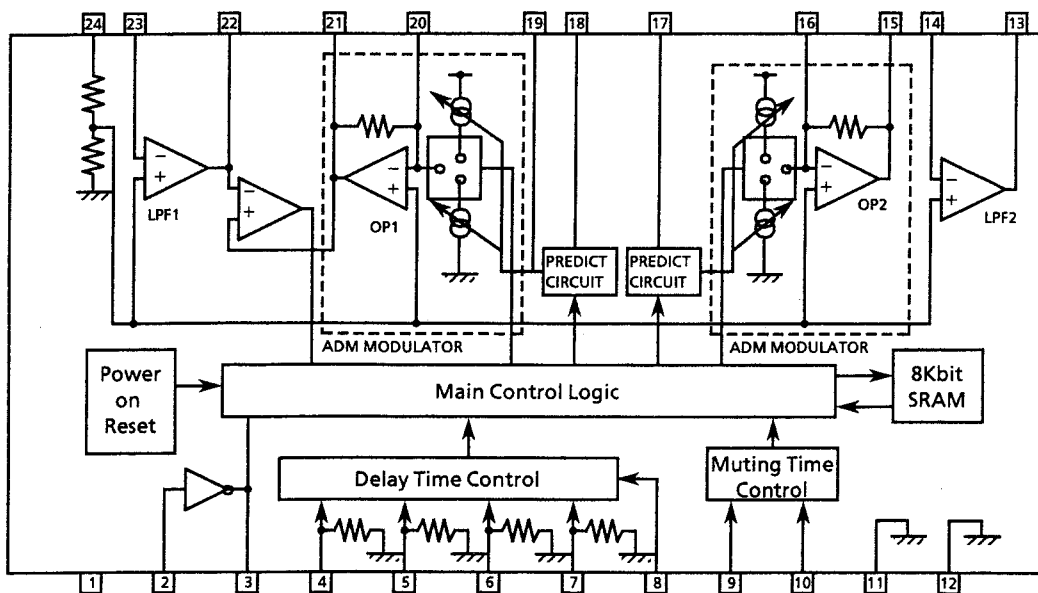 24 23 22 21 20 19 18 17 16 15 14 13
−
+
LPF1
−
+
−
+
OP1
PREDICT
CIRCUIT
PREDICT
CIRCUIT
−
+
OP2
−
+
LPF2
ADM MODULATOR
ADM MODULATOR
Power
on
Reset
Main Control Logic
8Kbit
SRAM
Delay Time Control
Muting Time
Control
1 2 3 4 5 6 7 8 9 10 11 12